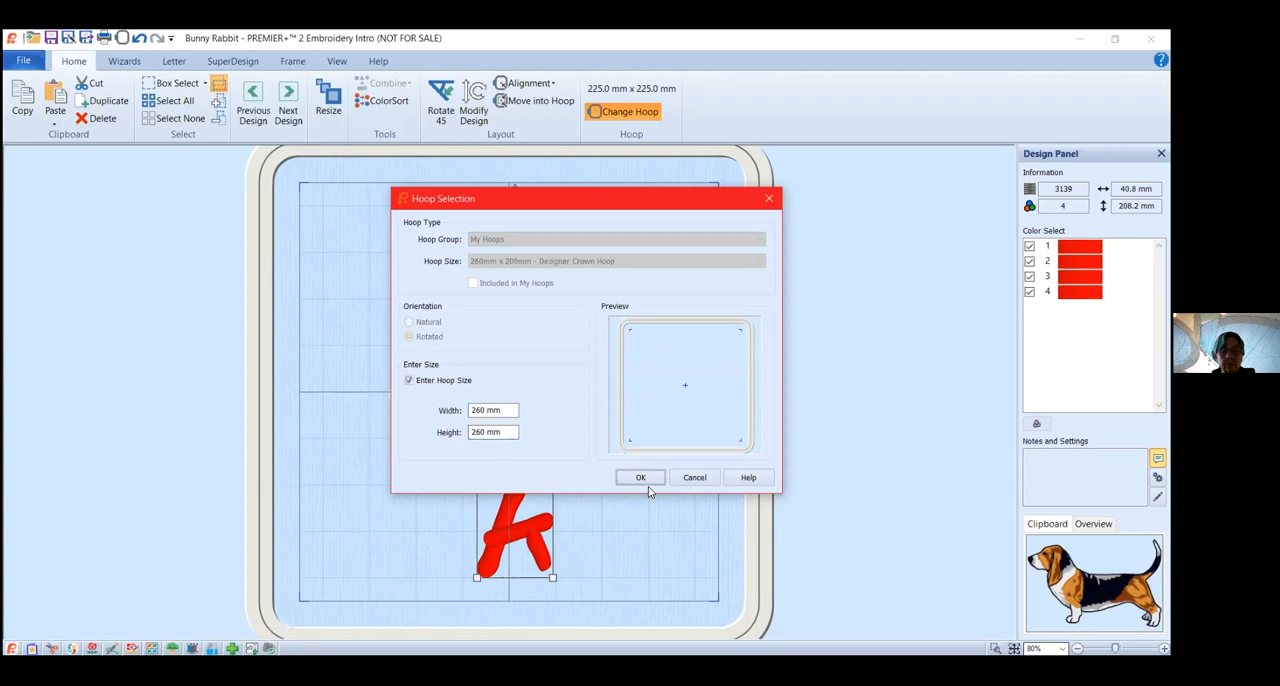 Bunny Rabbit - PREMIER+™ 2 Embroidery Intro (NOT FOR SALE)
File Home Wizards Letter SuperDesign Frame View Help
Copy
Paste
Cut
Duplicate
Delete
Clipboard
Box Select
Select All
Select None
Select
Previous Design
Next Design
Resize
Combine
ColorSort
Tools
Rotate 45
Modify Design
Alignment
Move into Hoop
Layout
225.0 mm x 225.0 mm
Change Hoop
Hoop
Hoop Selection
Hoop Type
Hoop Group: My Hoops
Hoop Size: 260mm x 200mm - Designer Crown Hoop
Included in My Hoops
Orientation
Natural
Rotated
Preview
Enter Size
Enter Hoop Size
Width: 260 mm
Height: 260 mm
OK Cancel Help
k
Design Panel
Information
3139 40.8 mm
4 208.2 mm
Color Select
1
2
3
4
Notes and Settings
Clipboard Overview
80%